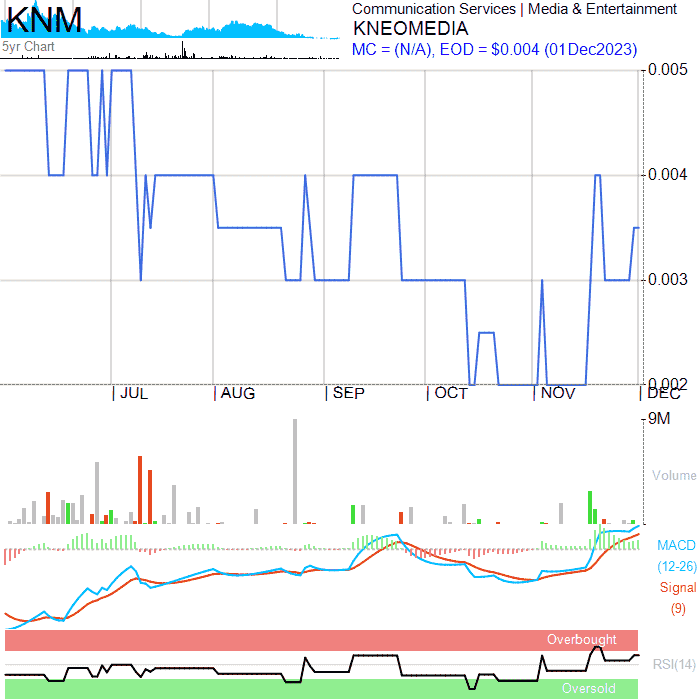 KNM
5yr Chart
Communication Services | Media & Entertainment
KNEOMEDIA
MC = (N/A), EOD = $0.004 (01Dec2023)
0.005
0.004
0.003
0.002
JUL AUG SEP OCT NOV DEC
9M
Volume
MACD
(12-26)
Signal
(9)
Overbought
RSI(14)
Oversold